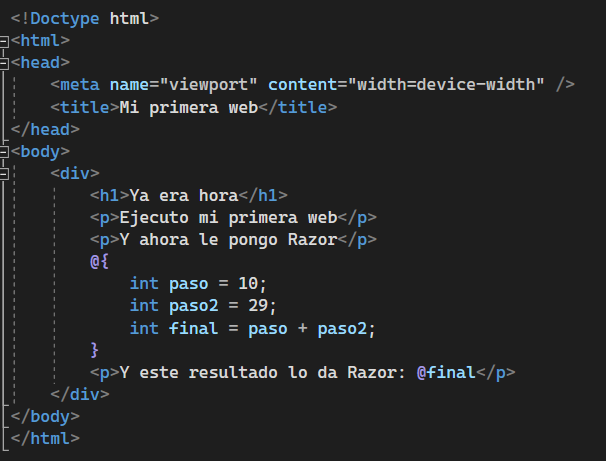 <!Doctype html>
<html>
<head>
    <meta name="viewport" content="width=device-width" />
    <title>Mi primera web</title>
</head>
<body>
    <div>
        <h1>Ya era hora</h1>
        <p>Ejecuto mi primera web</p>
        <p>Y ahora le pongo Razor</p>
        @{
            int paso = 10;
            int paso2 = 29;
            int final = paso + paso2;
        }
        <p>Y este resultado lo da Razor: @final</p>
    </div>
</body>
</html>